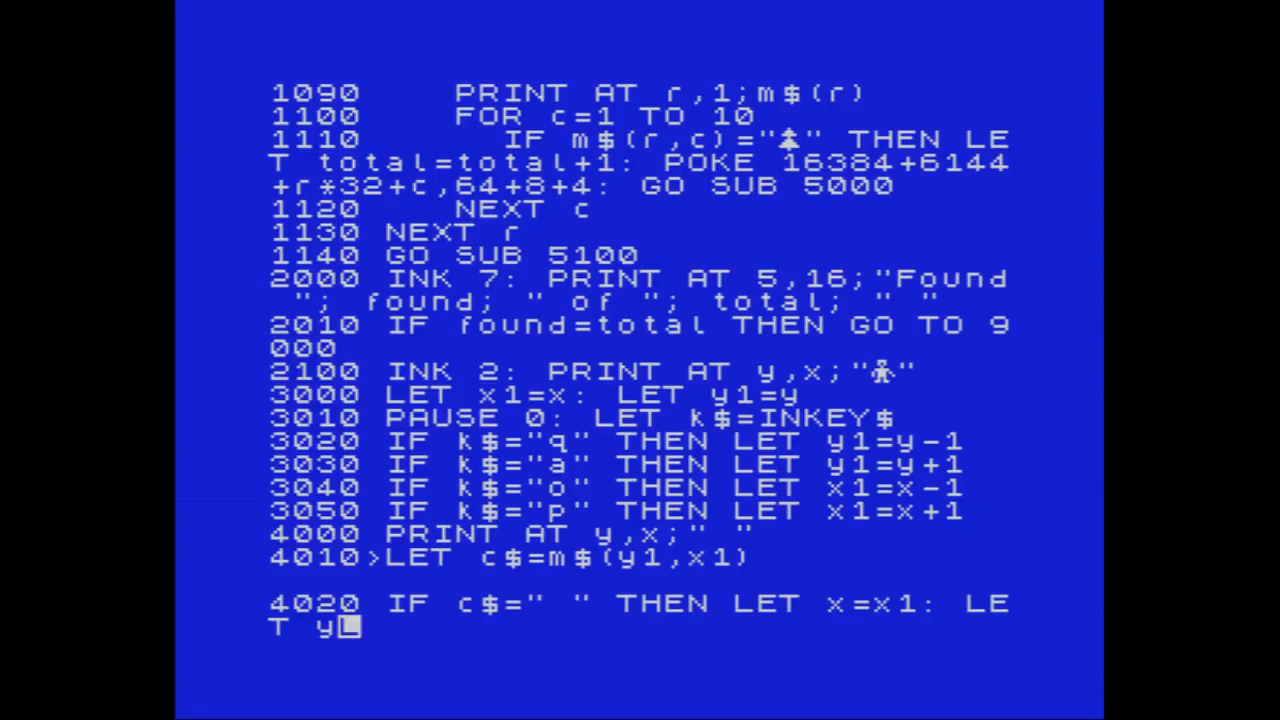 1090     PRINT AT r,1;m$(r)
1100     FOR c=1 TO 10
1110       IF m$(r,c)="🌲" THEN LE
T total=total+1: POKE 16384+6144
+r*32+c,64+8+4: GO SUB 5000
1120     NEXT c
1130 NEXT r
1140 GO SUB 5100
2000 INK 7: PRINT AT 5,16;"Found
 "; found; " of "; total; " "
2010 IF found=total THEN GO TO 9
000
2100 INK 2: PRINT AT y,x;"🯅"
3000 LET x1=x: LET y1=y
3010 PAUSE 0: LET k$=INKEY$
3020 IF k$="q" THEN LET y1=y-1
3030 IF k$="a" THEN LET y1=y+1
3040 IF k$="o" THEN LET x1=x-1
3050 IF k$="p" THEN LET x1=x+1
4000 PRINT AT y,x;" "
4010>LET c$=m$(y1,x1)
4020 IF c$=" " THEN LET x=x1: LE
T yL